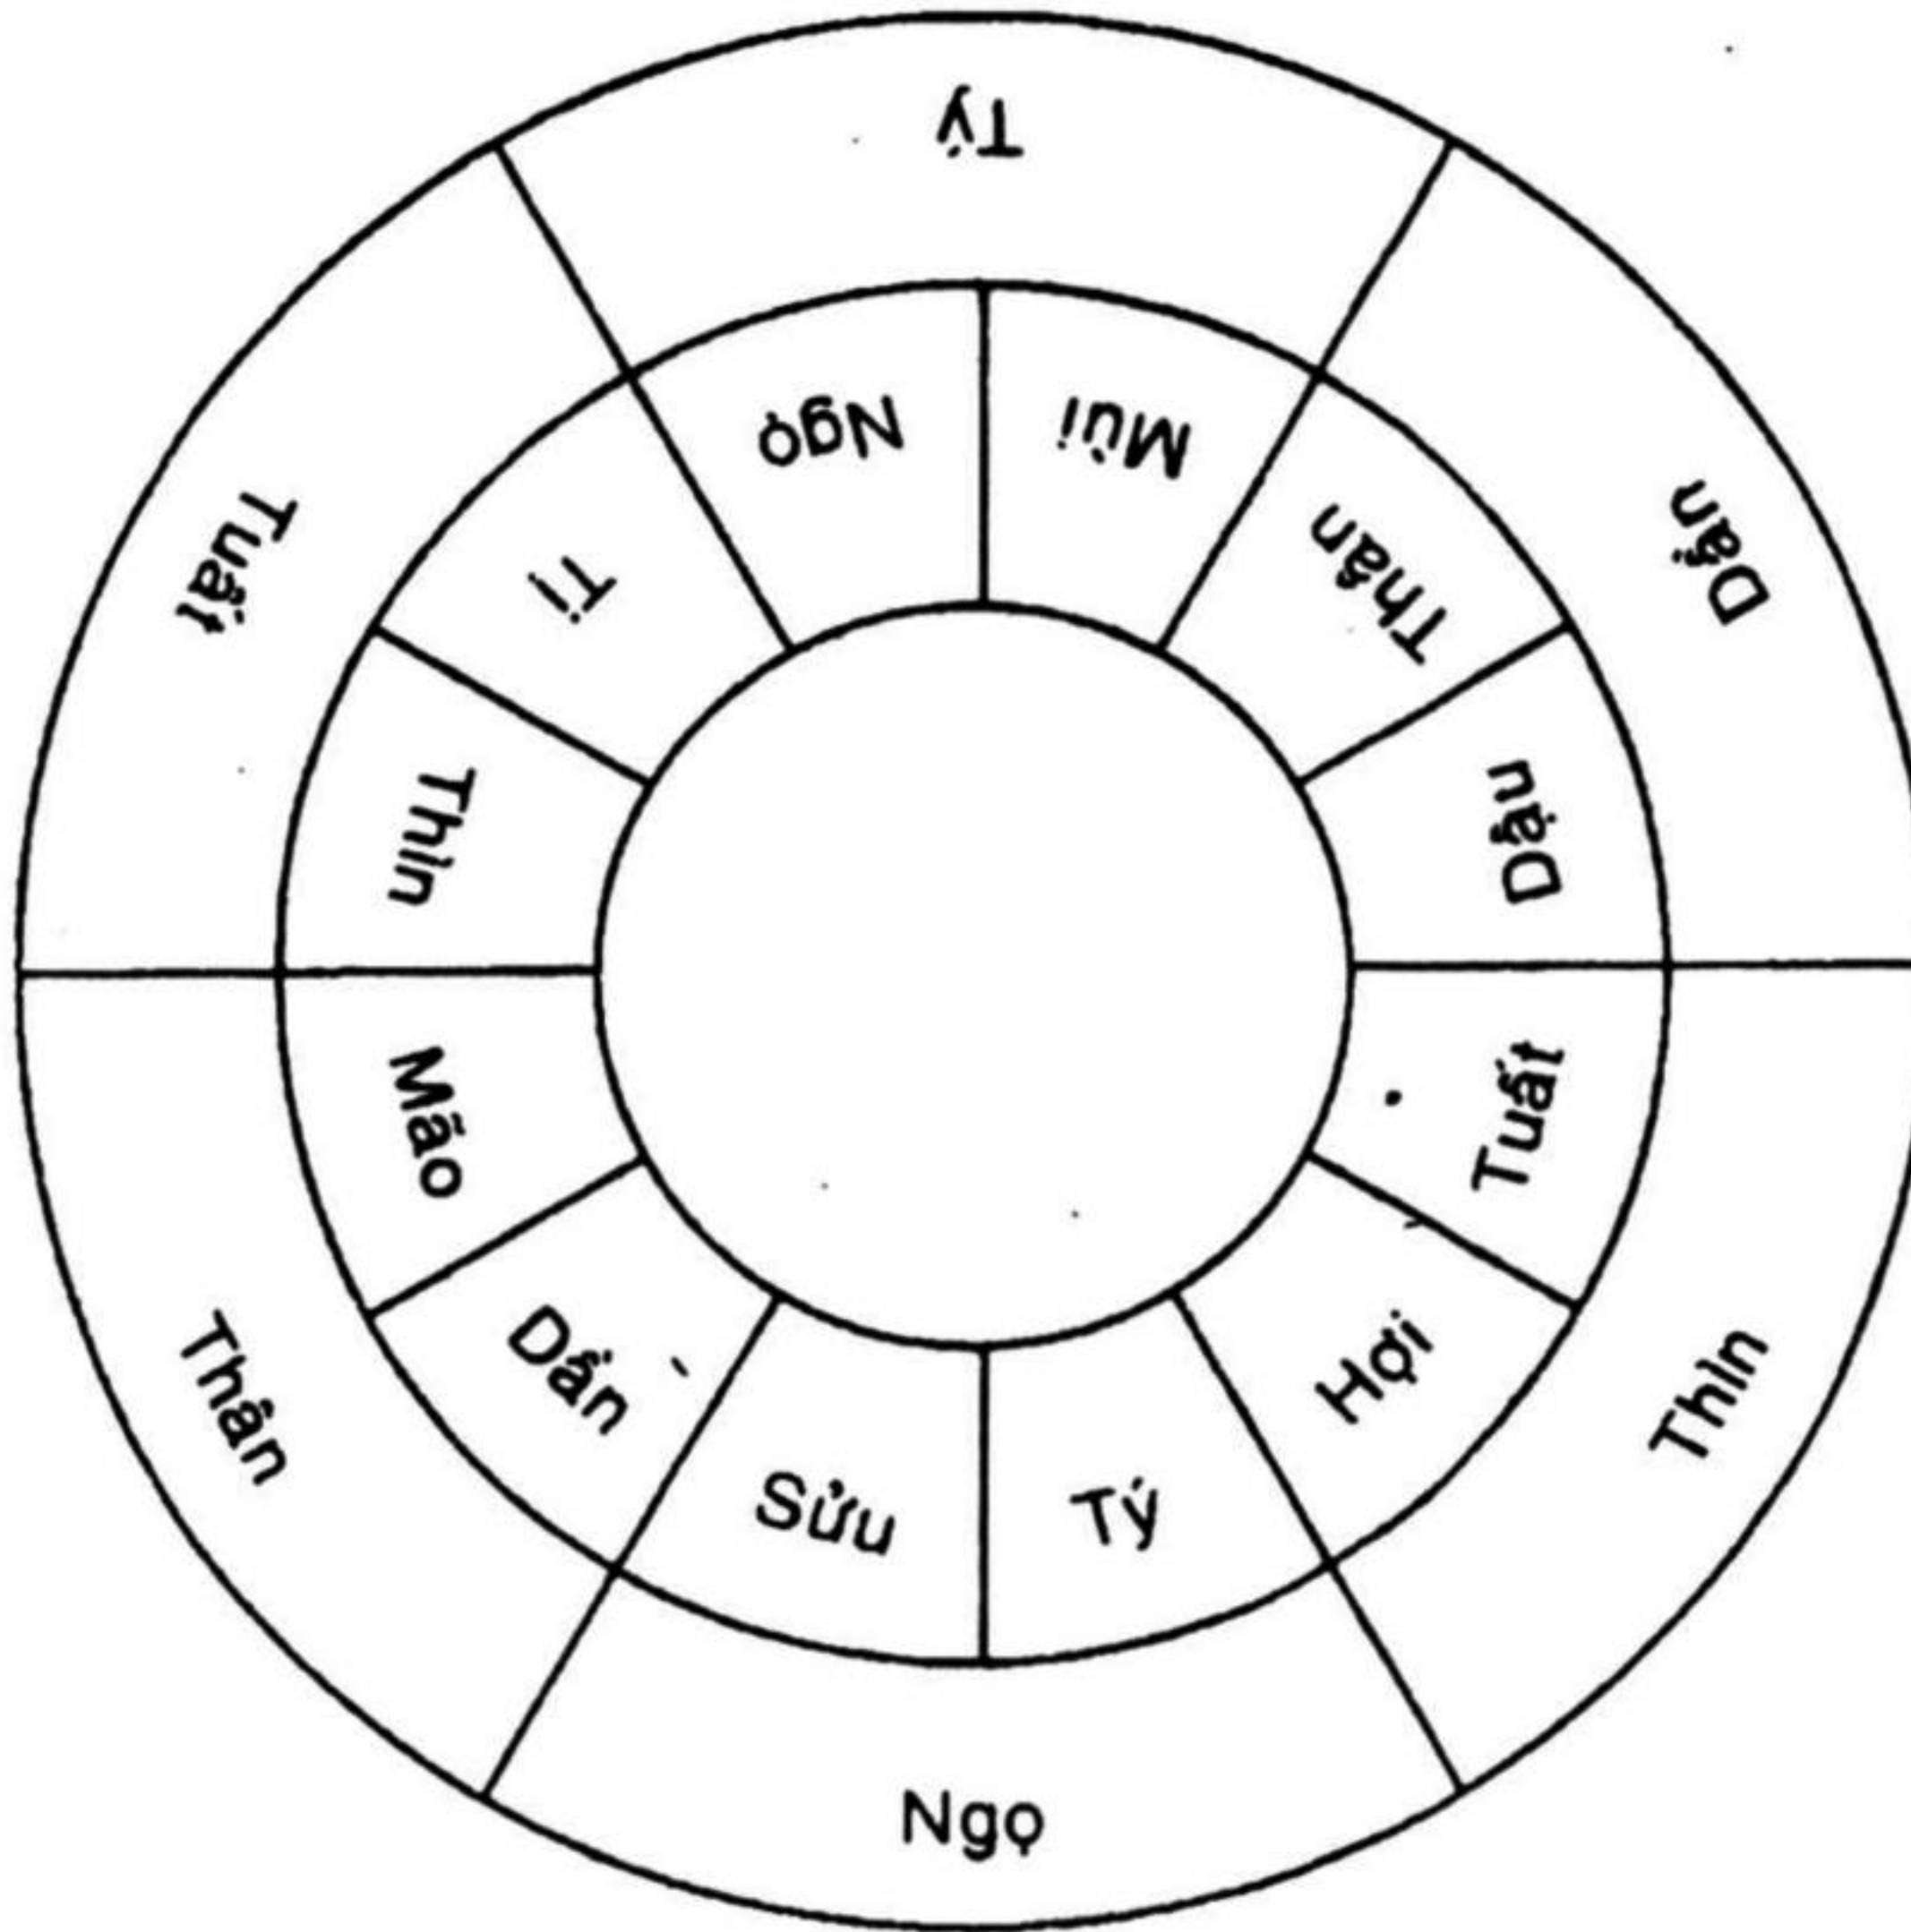 Tý
Dần
Thìn
Ngọ
Thân
Tuất
Ngọ
Mùi
Thân
Dậu
Tuất
Hợi
Tý
Sửu
Dần
Mão
Thìn
Tị